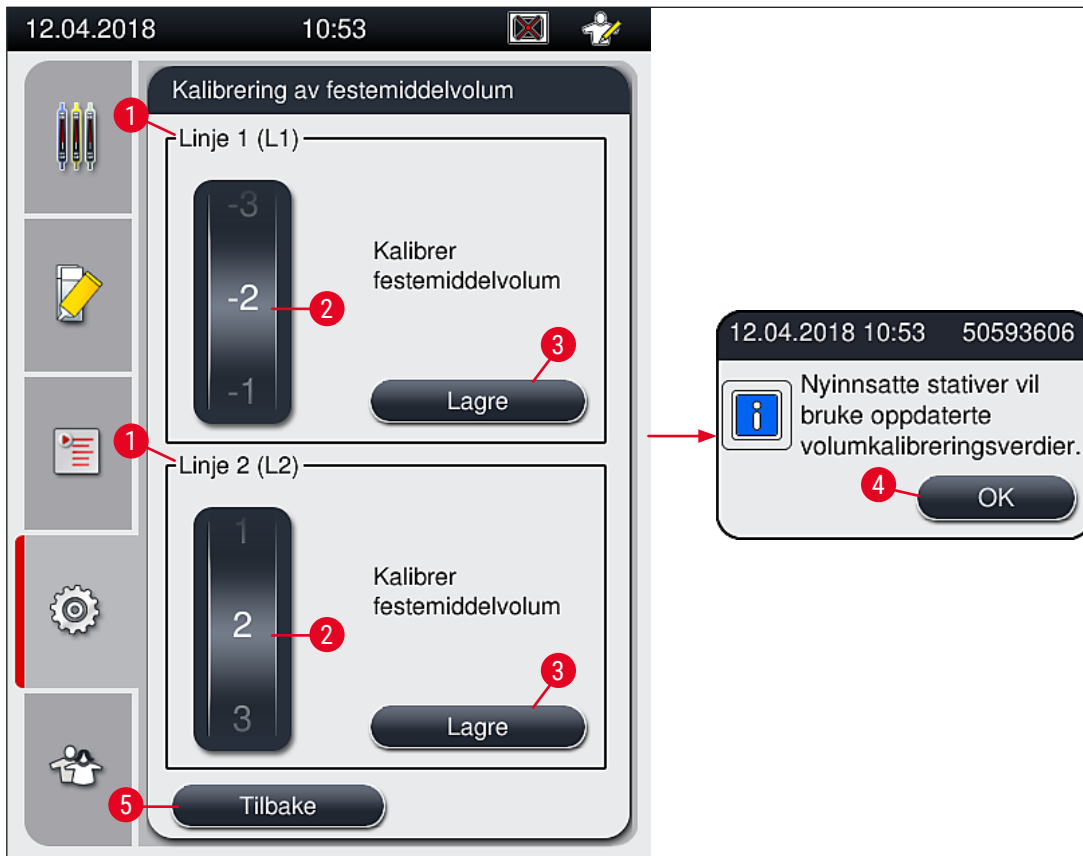 12.04.2018 10:53
Kalibrering av festemiddelvolum
1
Linje 1 (L1)
-3
-2
-1
2
Kalibrer
festemiddelvolum
3
Lagre
1
Linje 2 (L2)
1
2
3
2
Kalibrer
festemiddelvolum
3
Lagre
5
Tilbake
12.04.2018 10:53 50593606
i
Nyinnsatte stativer vil
bruke oppdaterte
volumkalibreringsverdier.
4
OK